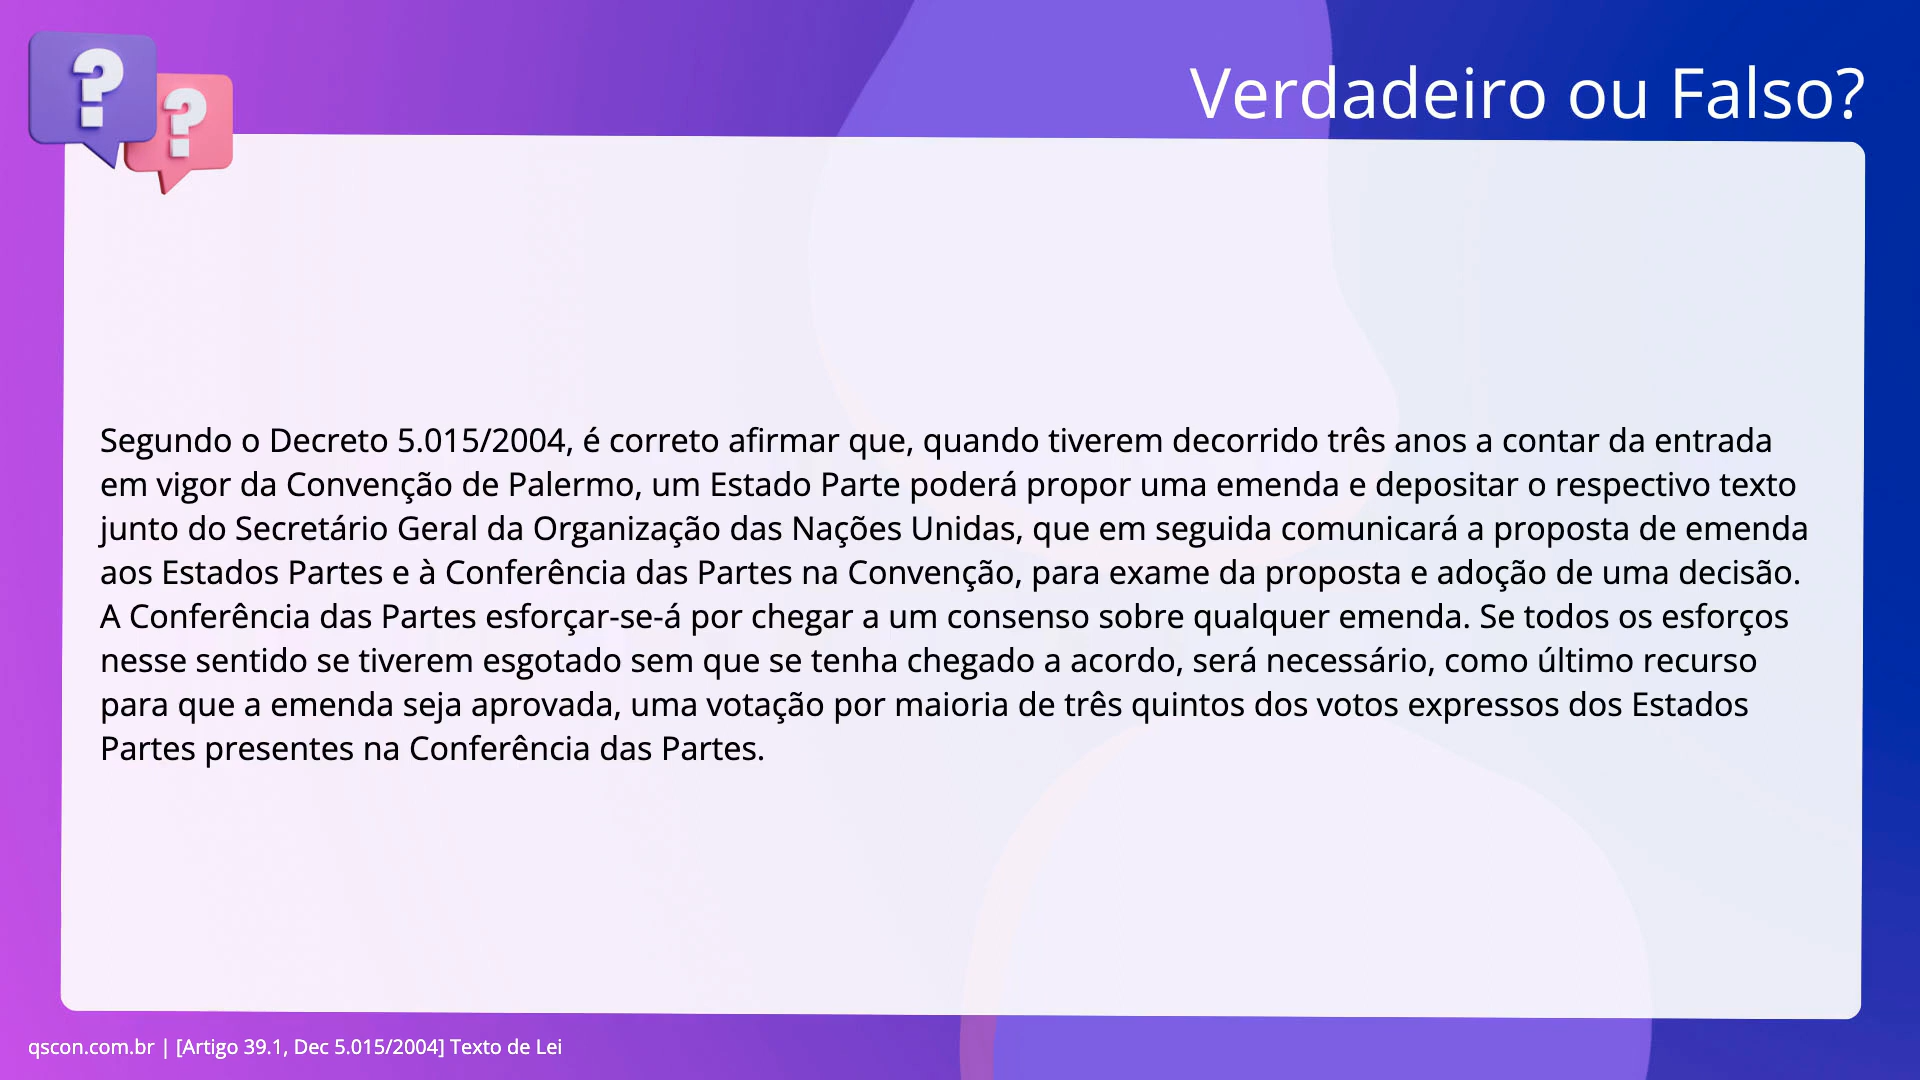 Verdadeiro ou Falso?
Segundo o Decreto 5.015/2004, é correto afirmar que, quando tiverem decorrido três anos a contar da entrada
em vigor da Convenção de Palermo, um Estado Parte poderá propor uma emenda e depositar o respectivo texto
junto do Secretário Geral da Organização das Nações Unidas, que em seguida comunicará a proposta de emenda
aos Estados Partes e à Conferência das Partes na Convenção, para exame da proposta e adoção de uma decisão.
A Conferência das Partes esforçar-se-á por chegar a um consenso sobre qualquer emenda. Se todos os esforços
nesse sentido se tiverem esgotado sem que se tenha chegado a acordo, será necessário, como último recurso
para que a emenda seja aprovada, uma votação por maioria de três quintos dos votos expressos dos Estados
Partes presentes na Conferência das Partes.
qscon.com.br | [Artigo 39.1, Dec 5.015/2004] Texto de Lei